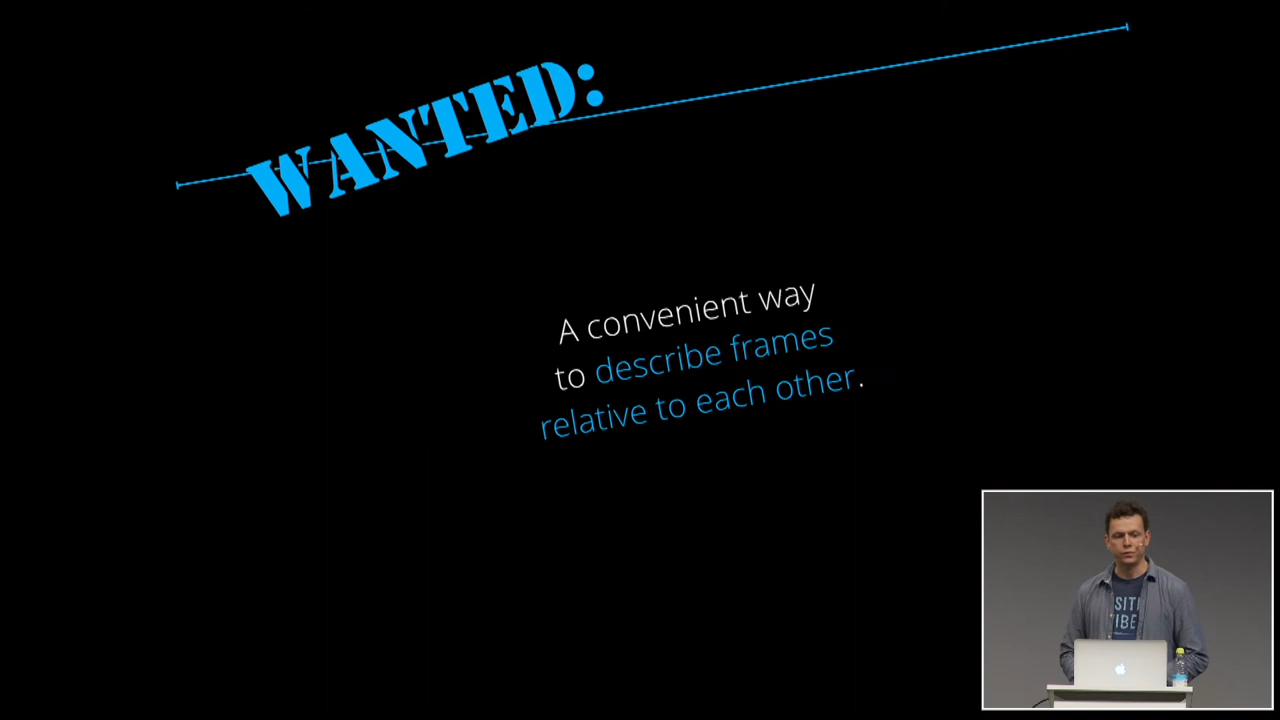 WANTED:
A convenient way
to describe frames
relative to each other.